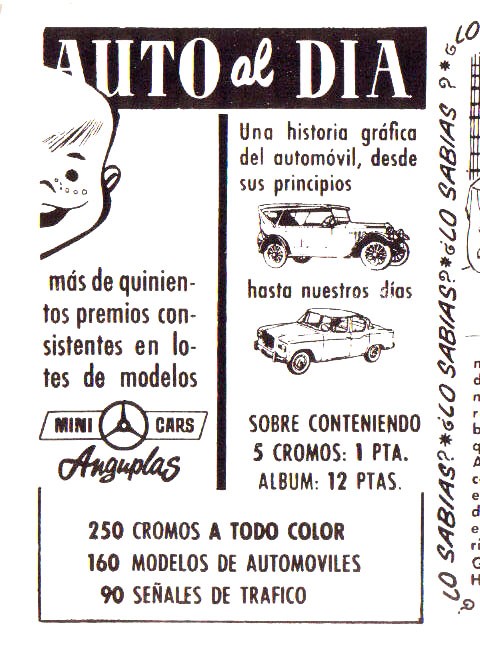 AUTO al DIA
Una historia gráfica
del automóvil, desde
sus principios
hasta nuestros días
más de quinien-
tos premios con-
sistentes en lo-
tes de modelos
MINI CARS
Anguplas
SOBRE CONTENIENDO
5 CROMOS: 1 PTA.
ALBUM: 12 PTAS.
250 CROMOS A TODO COLOR
160 MODELOS DE AUTOMOVILES
90 SEÑALES DE TRAFICO
¿LO SABIAS?*¿LO SABIAS?*¿LO SABIAS?*¿LO